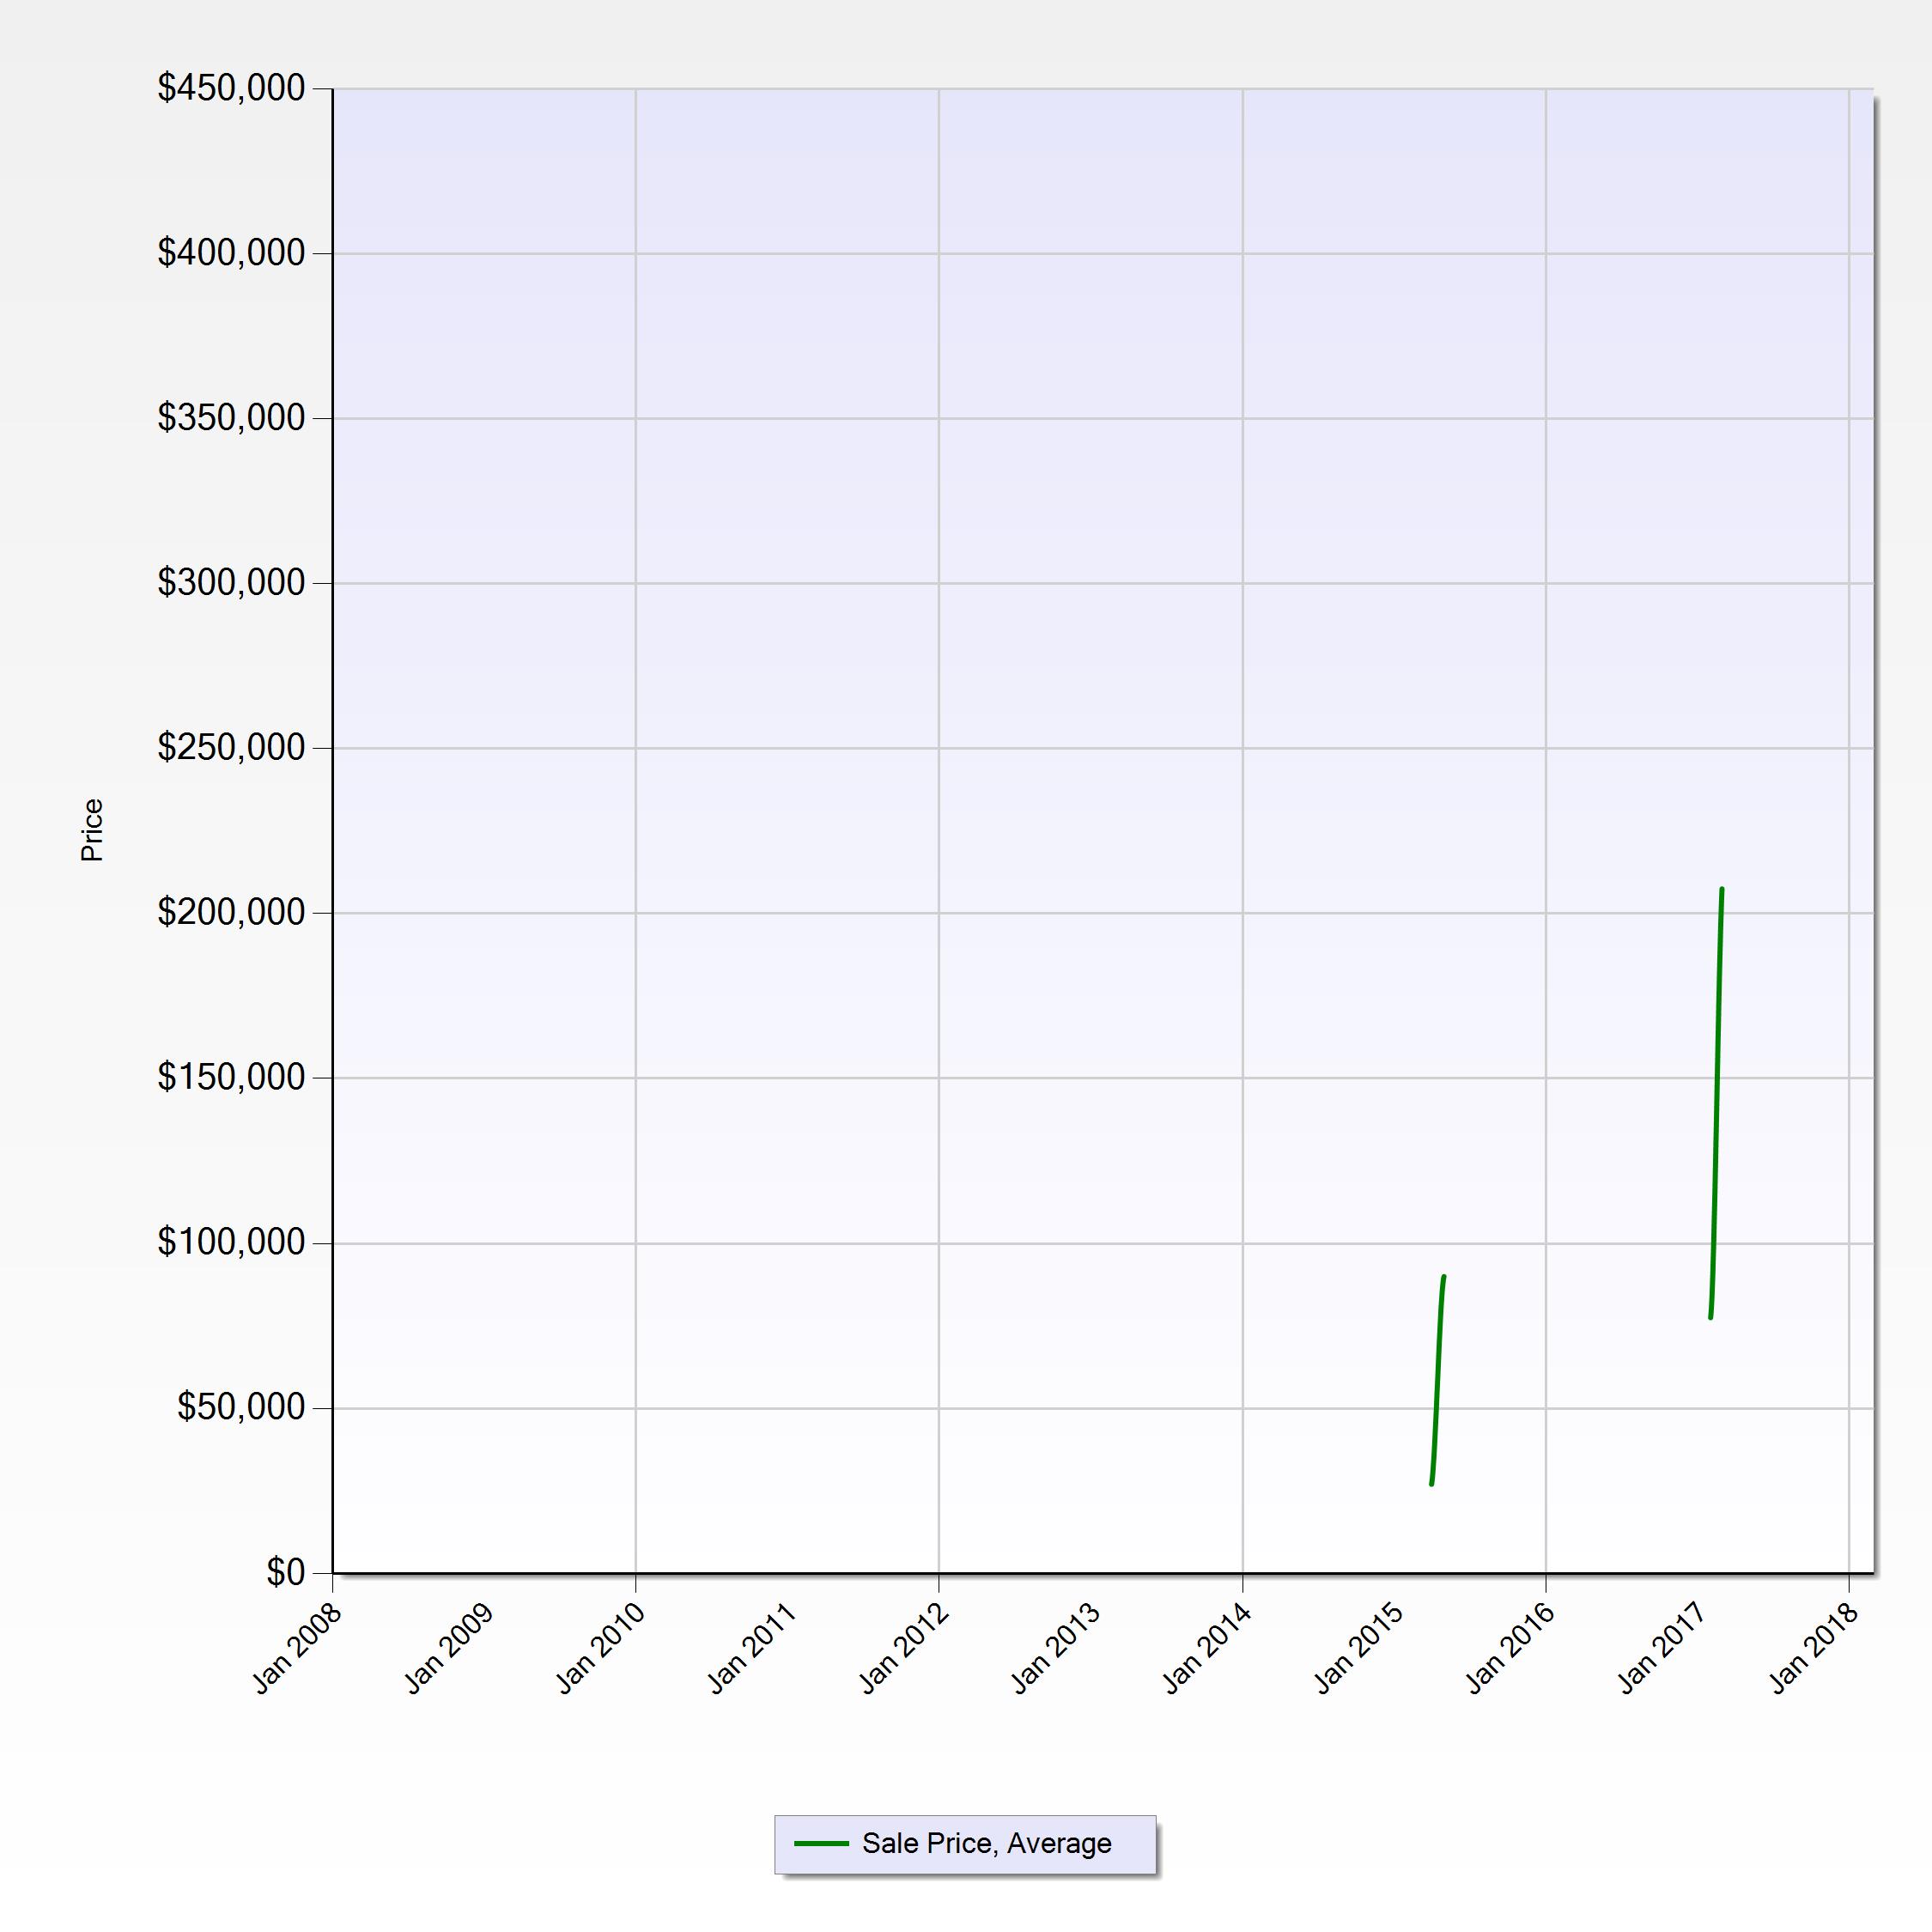 $450,000
$400,000
$350,000
$300,000
$250,000
$200,000
$150,000
$100,000
$50,000
$0
Price
Jan 2008
Jan 2009
Jan 2010
Jan 2011
Jan 2012
Jan 2013
Jan 2014
Jan 2015
Jan 2016
Jan 2017
Jan 2018
Sale Price, Average